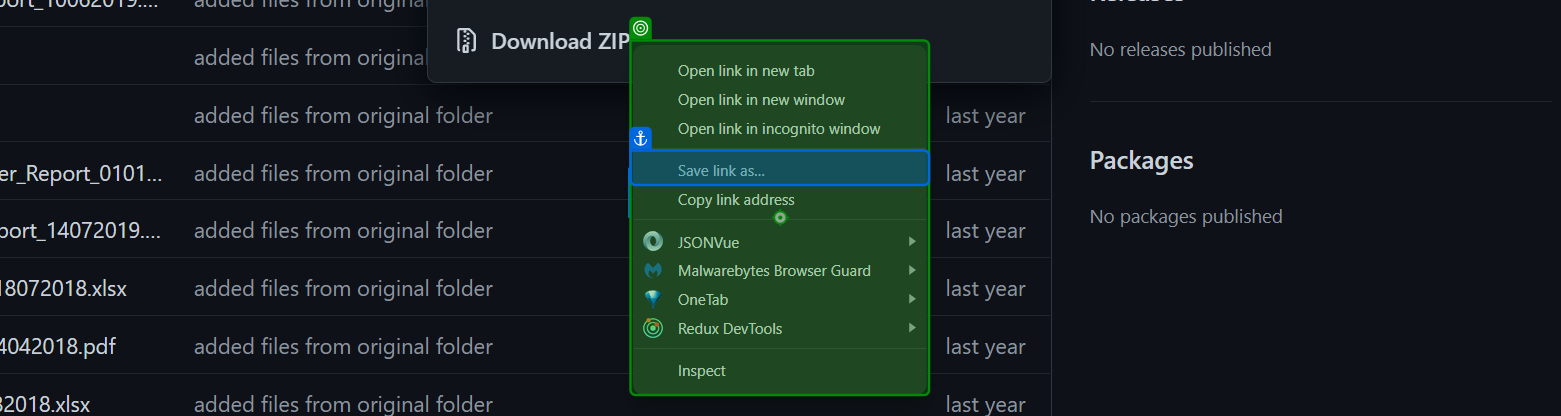 port_10062019....
added files from original
Releases
Download ZIP
No releases published
added files from original
Open link in new tab
Open link in new window
added files from original folder
last year
Open link in incognito window
Packages
er_Report_0101...
added files from original folder
Save link as...
last year
Copy link address
No packages published
port_14072019....
added files from original folder
last year
JSONVue
Malwarebytes Browser Guard
18072018.xlsx
added files from original folder
last year
OneTab
Redux DevTools
4042018.pdf
added files from original folder
last year
Inspect
32018.xlsx
added files from original folder
last year